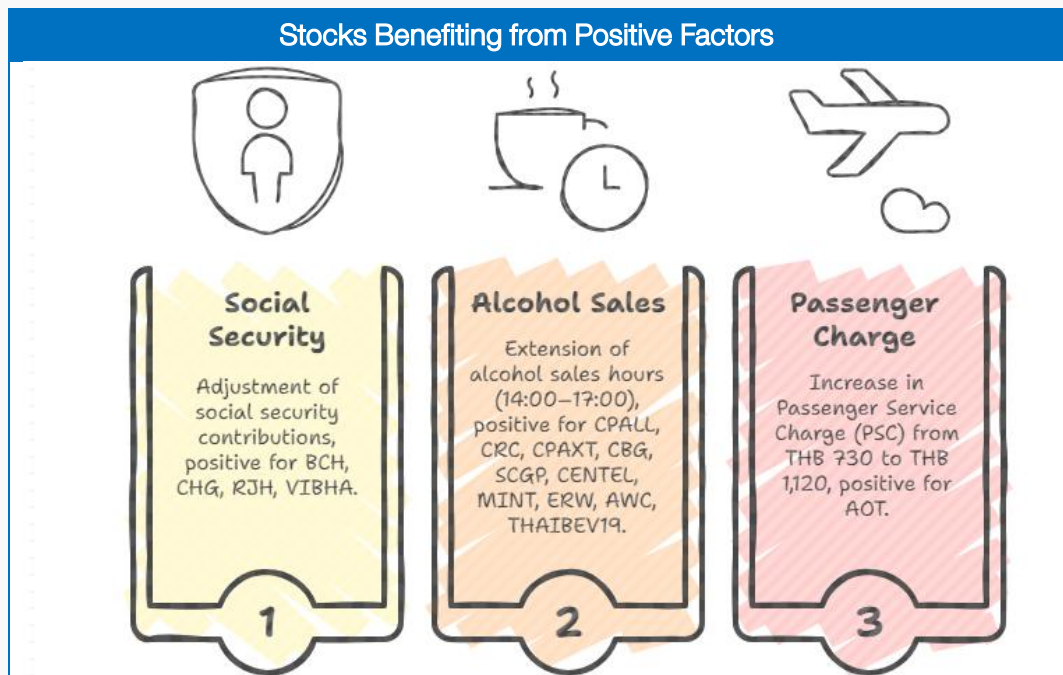 Stocks Benefiting from Positive Factors
Social
Security
Adjustment of
social security
contributions,
positive for BCH,
CHG, RJH, VIBHA.
1
Alcohol Sales
Extension of
alcohol sales hours
(14:00–17:00),
positive for CPALL,
CRC, CPAXT, CBG,
SCGP, CENTEL,
MINT, ERW, AWC,
THAIBEV19.
2
Passenger
Charge
Increase in
Passenger Service
Charge (PSC) from
THB 730 to THB
1,120, positive for
AOT.
3